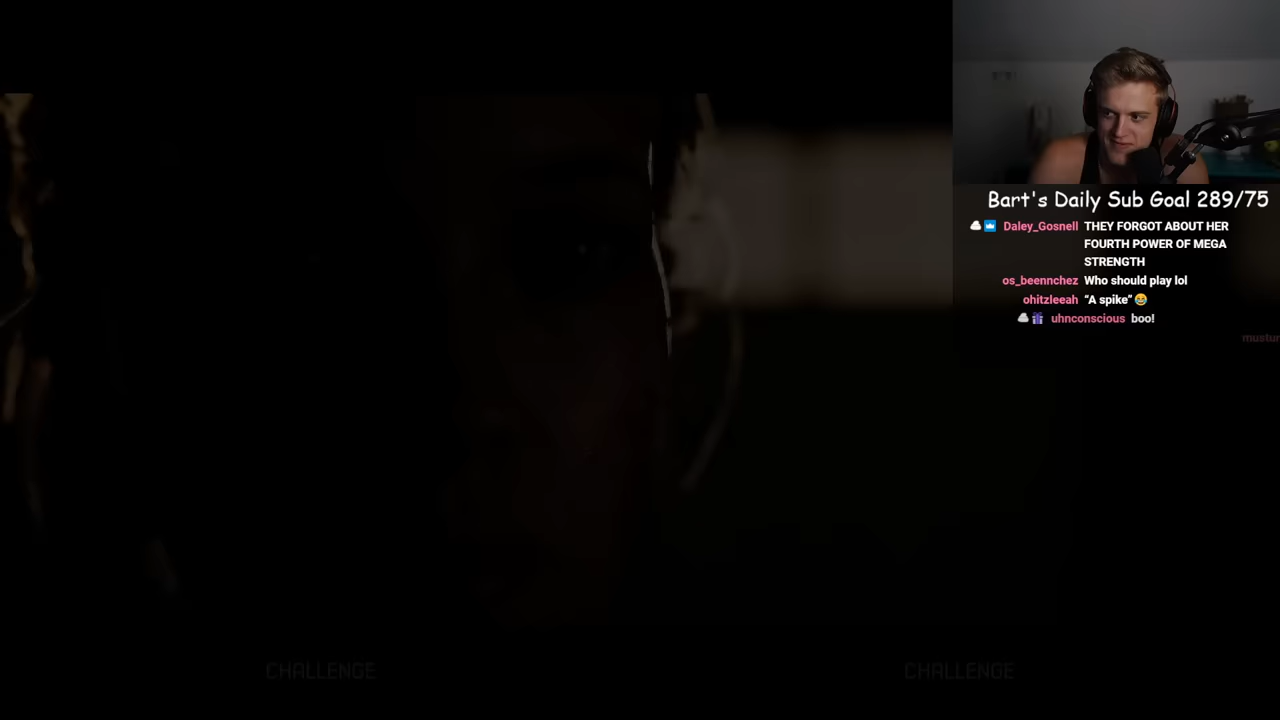 Bart's Daily Sub Goal 289/75
Daley_Gosnell THEY FORGOT ABOUT HER
FOURTH POWER OF MEGA
STRENGTH
os_beennchez Who should play lol
ohitzleeah “A spike” 😂
uhnconscious boo!
CHALLENGE CHALLENGE